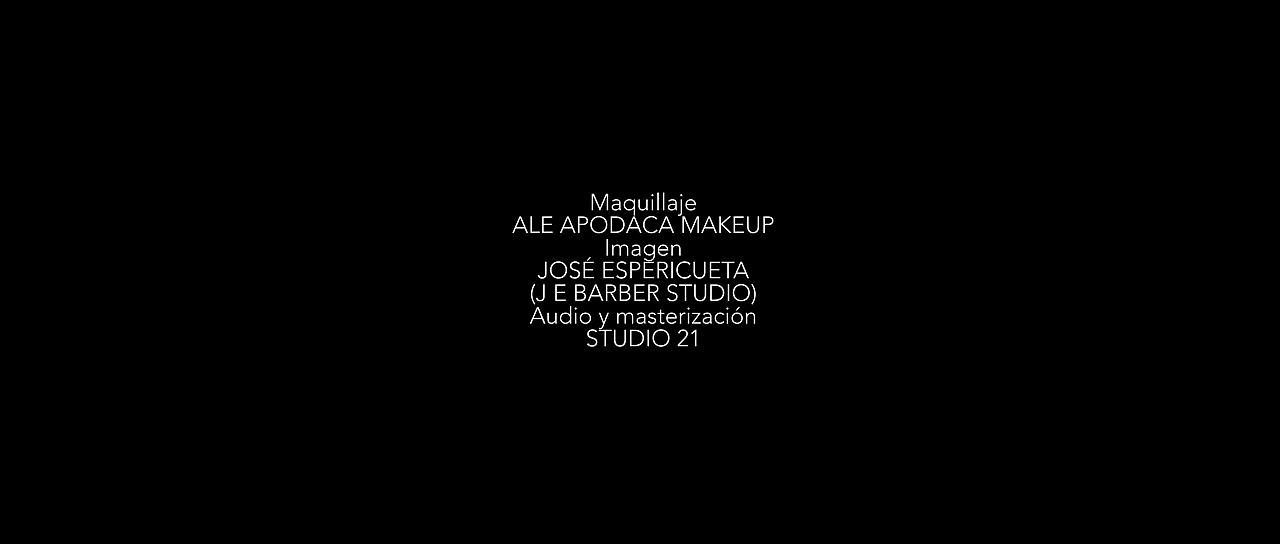 Maquillaje
ALE APODACA MAKEUP
Imagen
JOSÉ ESPERICUETA
(J E BARBER STUDIO)
Audio y masterización
STUDIO 21